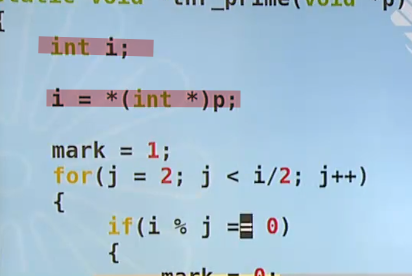 static void *thr_prime(void *p)
{
int i;
i = *(int *)p;
mark = 1;
for(j = 2; j < i/2; j++)
{
if(i % j == 0)
{
mark = 0;